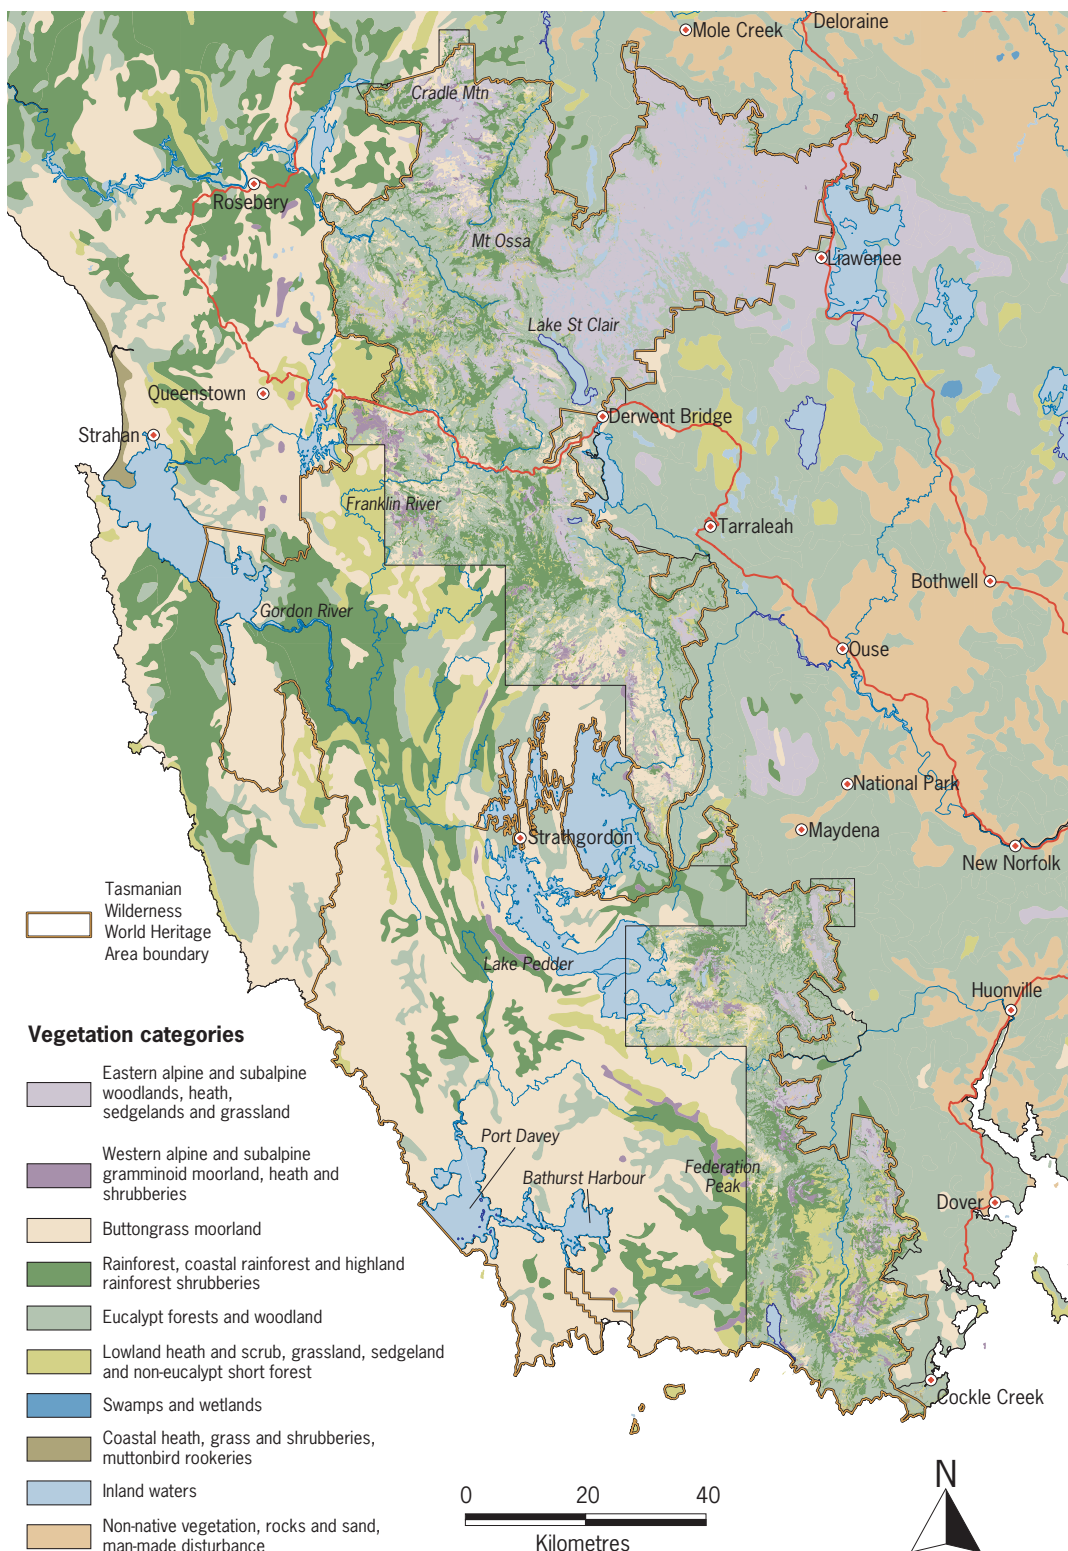 Deloraine
Mole Creek
Cradle Mtn
Rosebery
Mt Ossa
Liawenee
Lake St Clair
Queenstown
Derwent Bridge
Strahan
Franklin River
Tarraleah
Bothwell
Gordon River
Ouse
National Park
Maydena
Strathgordon
New Norfolk
Tasmanian
Wilderness
World Heritage
Area boundary
Lake Pedder
Huonville
Vegetation categories
Eastern alpine and subalpine
woodlands, heath,
sedgelands and grassland
Port Davey
Western alpine and subalpine
gramminoid moorland, heath and
shrubberies
Bathurst Harbour
Federation
Peak
Dover
Buttongrass moorland
Rainforest, coastal rainforest and highland
rainforest shrubberies
Eucalypt forests and woodland
Lowland heath and scrub, grassland, sedgeland
and non-eucalypt short forest
Cockle Creek
Swamps and wetlands
Coastal heath, grass and shrubberies,
muttonbird rookeries
Inland waters
Non-native vegetation, rocks and sand,
man-made disturbance
0 20 40
Kilometres
N